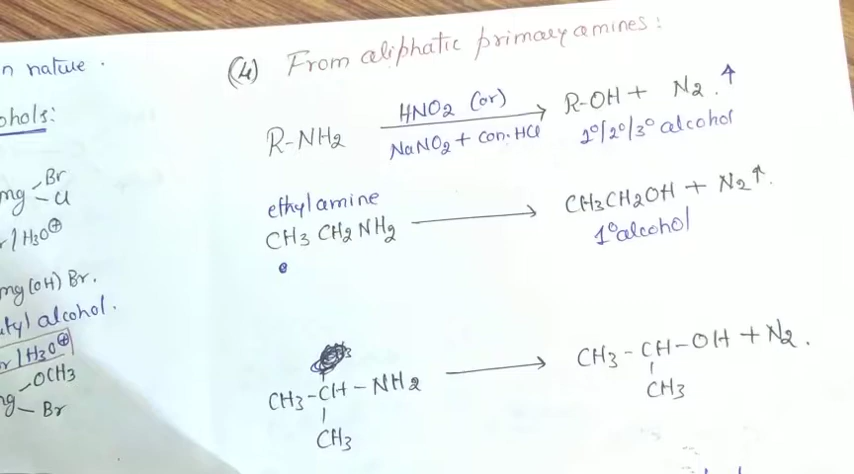 n nature.
ohols:
mg
Br
Cl
r/H3O⊕
mg(OH)Br.
utyl alcohol.
r/H3O⊕
OCH3
mg
Br
(4) From aliphatic primary amines:
HNO2 (or)
R-NH2 → R-OH + N2.↑
NaNO2 + Con.HCl 1°/2°/3° alcohol
ethylamine
CH3 CH2 NH2 → CH3CH2OH + N2↑.
1°alcohol
CH3-CH-NH2 → CH3-CH-OH + N2.
CH3 CH3